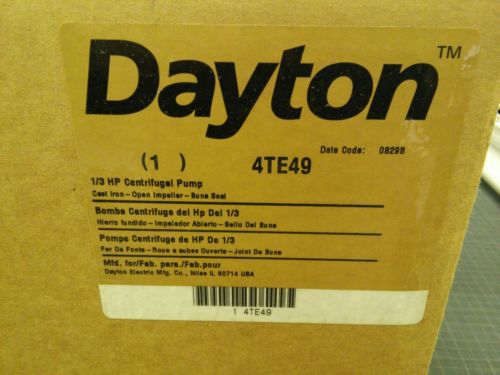 Dayton™
Date Code: 0829B
(1 ) 4TE49
1/3 HP Centrifugal Pump
Cast Iron-Open Impeller-Buna Seal
Bomba Centrifuga del Hp Del 1/3
Hierro fundido - Impelador Abierto - Sello Del Buna
Pompe Centrifuge de HP De 1/3
Fer De Fonte - Roue a aubes Ouverte - Joint De Buna
Mfd. for/Fab. para./Fab.pour
Dayton Electric Mfg. Co., Niles IL 60714 USA
1 4TE49